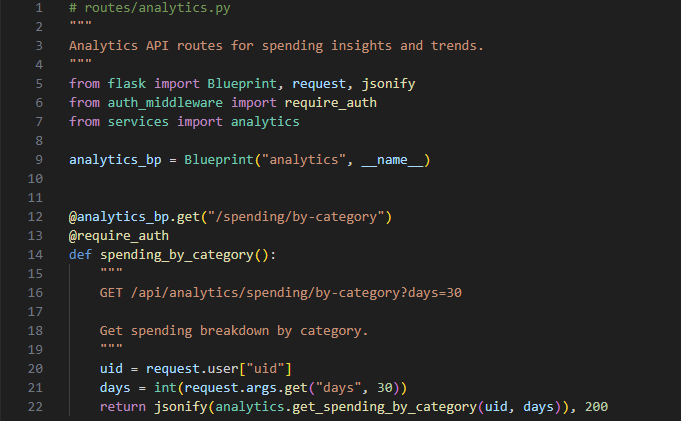 1 # routes/analytics.py
2 """
3 Analytics API routes for spending insights and trends.
4 """
5 from flask import Blueprint, request, jsonify
6 from auth_middleware import require_auth
7 from services import analytics
8
9 analytics_bp = Blueprint("analytics", __name__)
10
11
12 @analytics_bp.get("/spending/by-category")
13 @require_auth
14 def spending_by_category():
15     """
16     GET /api/analytics/spending/by-category?days=30
17
18     Get spending breakdown by category.
19     """
20     uid = request.user["uid"]
21     days = int(request.args.get("days", 30))
22     return jsonify(analytics.get_spending_by_category(uid, days)), 200